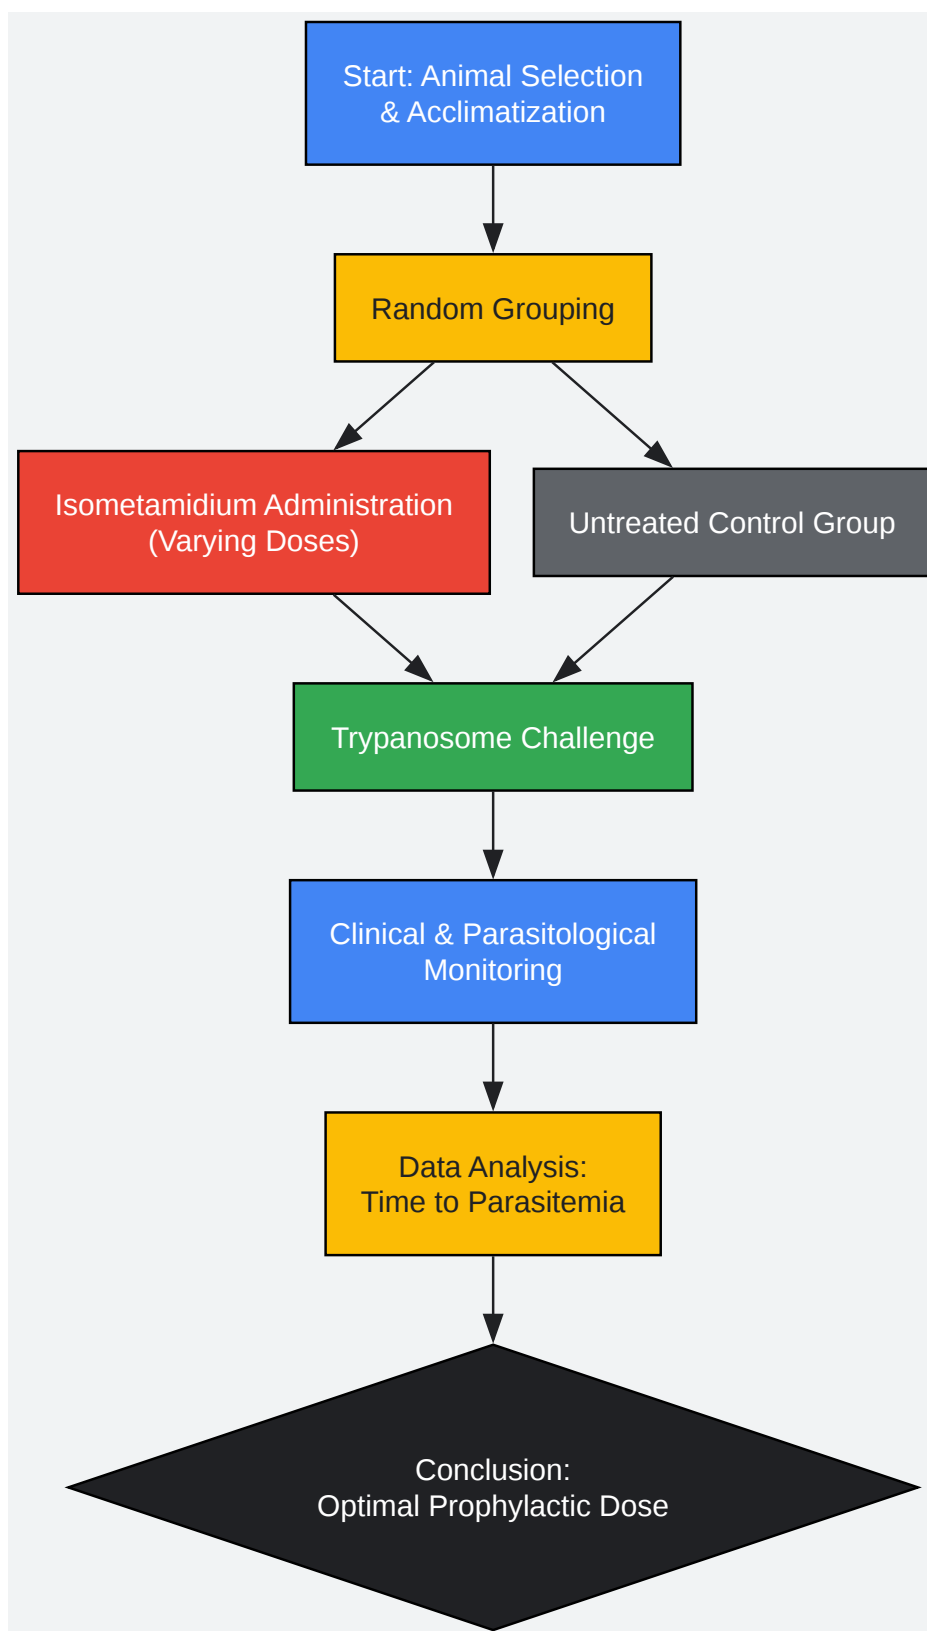 Start: Animal Selection
& Acclimatization
Random Grouping
Isometamidium Administration
(Varying Doses)
Untreated Control Group
Trypanosome Challenge
Clinical & Parasitological
Monitoring
Data Analysis:
Time to Parasitemia
Conclusion:
Optimal Prophylactic Dose